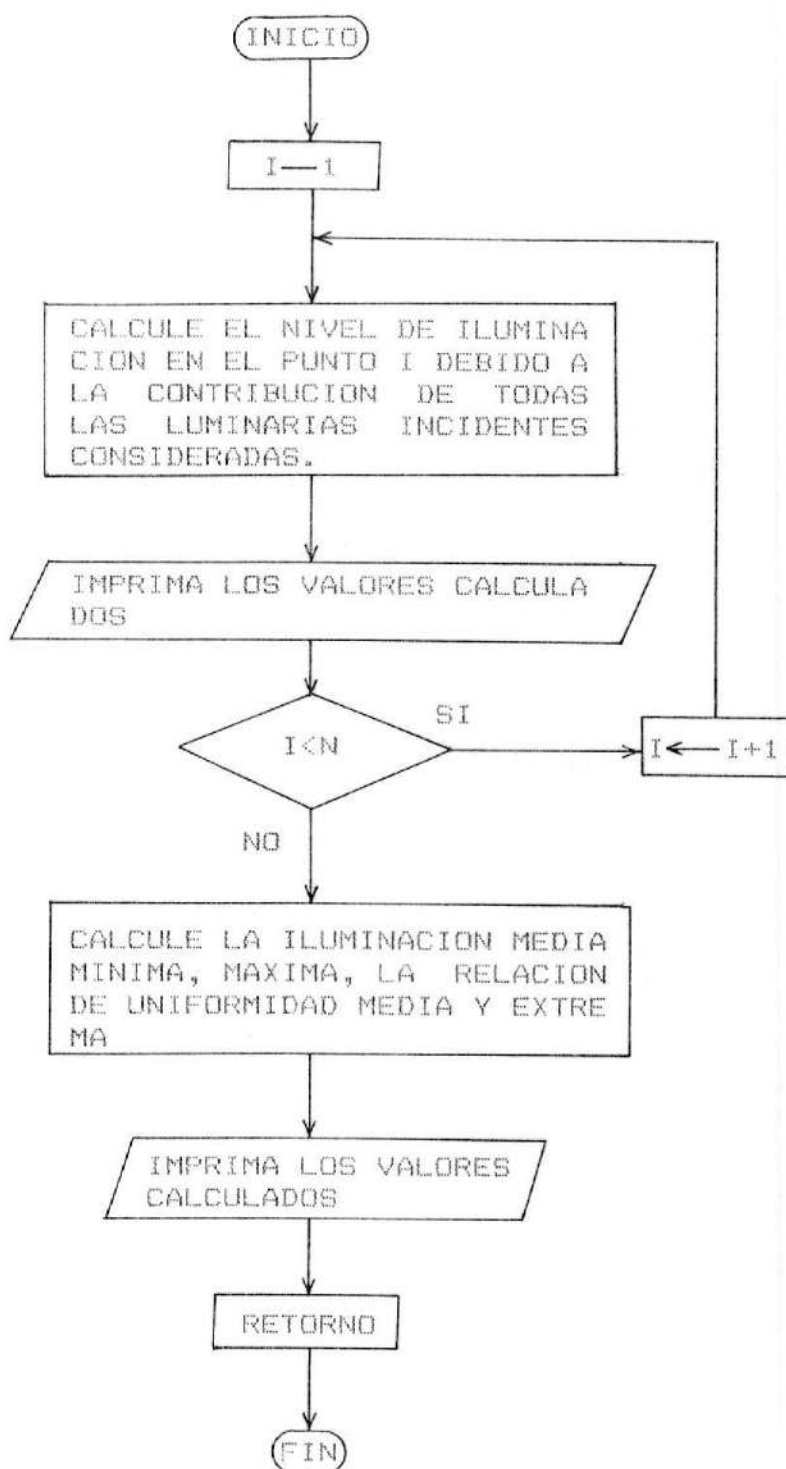 INICIO
I 1
CALCULE EL NIVEL DE ILUMINA
CION EN EL PUNTO I DEBIDO A
LA CONTRIBUCION DE TODAS
LAS LUMINARIAS INCIDENTES
CONSIDERADAS.
IMPRIMA LOS VALORES CALCULA
DOS
I<N
SI
I ← I+1
NO
CALCULE LA ILUMINACION MEDIA
MINIMA, MAXIMA, LA RELACION
DE UNIFORMIDAD MEDIA Y EXTRE
MA
IMPRIMA LOS VALORES
CALCULADOS
RETORNO
FIN